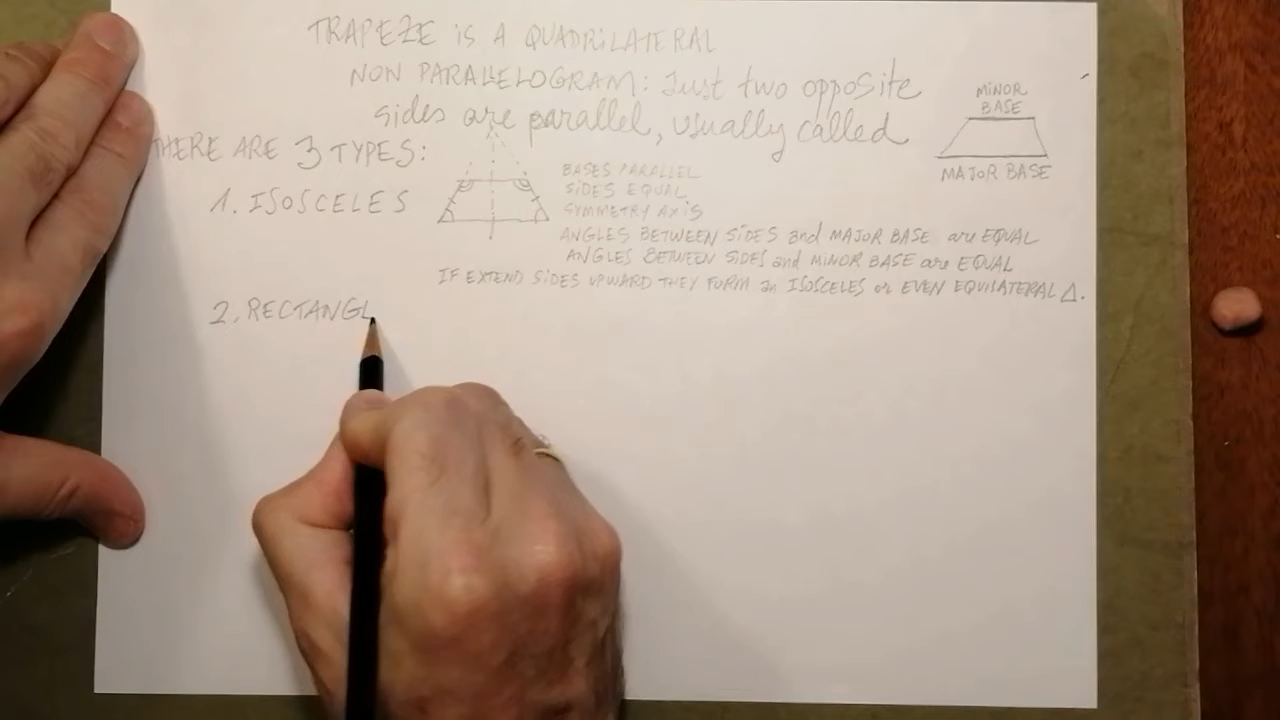 TRAPEZE iS A QUADRiLATERAL
NON PARALLELOGRAM: Just two opposite
sides are parallel, usually called
MiNOR
BASE
MAJOR BASE
THERE ARE 3 TYPES:
1. ISOSCELES
BASES PARALLEL
SiDES EQUAL
SYMMETRY AXiS
ANGLES BETWEEN SiDES and MAJOR BASE are EQUAL
ANGLES BETWEEN SiDES and MiNOR BASE are EQUAL
IF EXTEND SiDES UPWARD THEY FORM an ISOSCELES or EVEN EQUILATERAL △.
2. RECTANGL